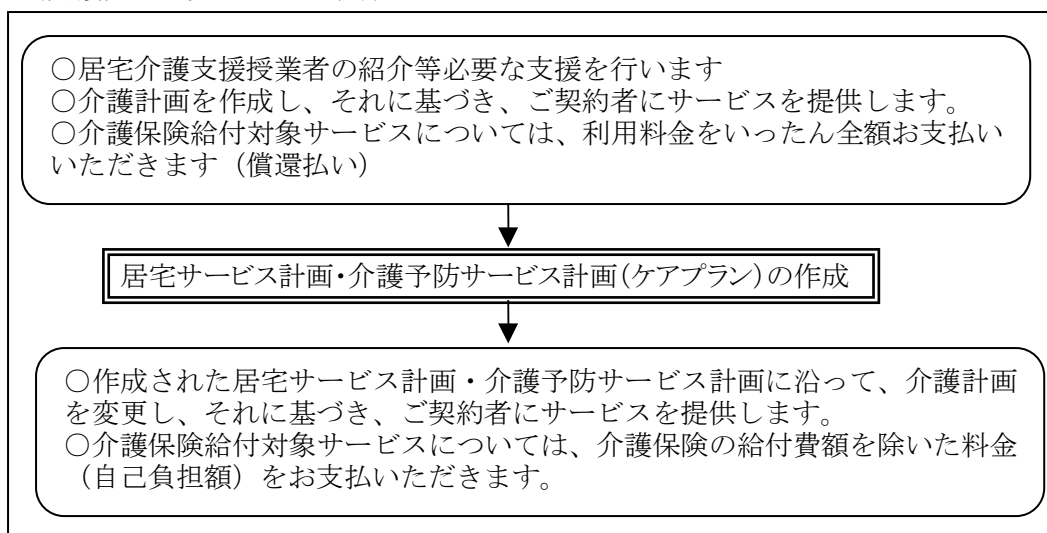 ○居宅介護支援授業者の紹介等必要な支援を行います
○介護計画を作成し、それに基づき、ご契約者にサービスを提供します。
○介護保険給付対象サービスについては、利用料金をいったん全額お支払い
いただきます（償還払い）
居宅サービス計画・介護予防サービス計画(ケアプラン)の作成
○作成された居宅サービス計画・介護予防サービス計画に沿って、介護計画
を変更し、それに基づき、ご契約者にサービスを提供します。
○介護保険給付対象サービスについては、介護保険の給付費額を除いた料金
（自己負担額）をお支払いただきます。